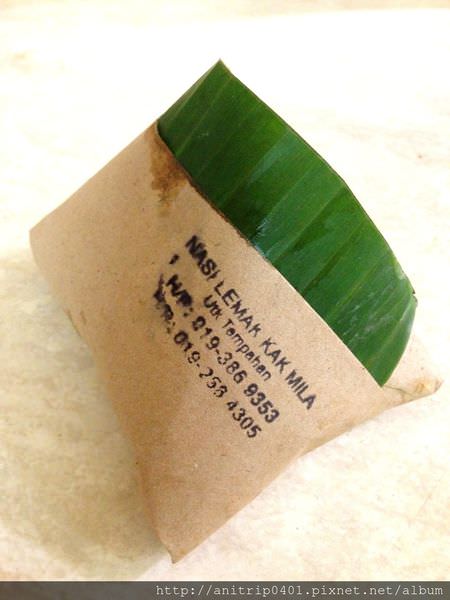 NASI LEMAK KAK MILA
Utk Tempahan
H/P: 019-386 9353
H/P: 019-258 4305
http://anitrip0401.pixnet.net/album